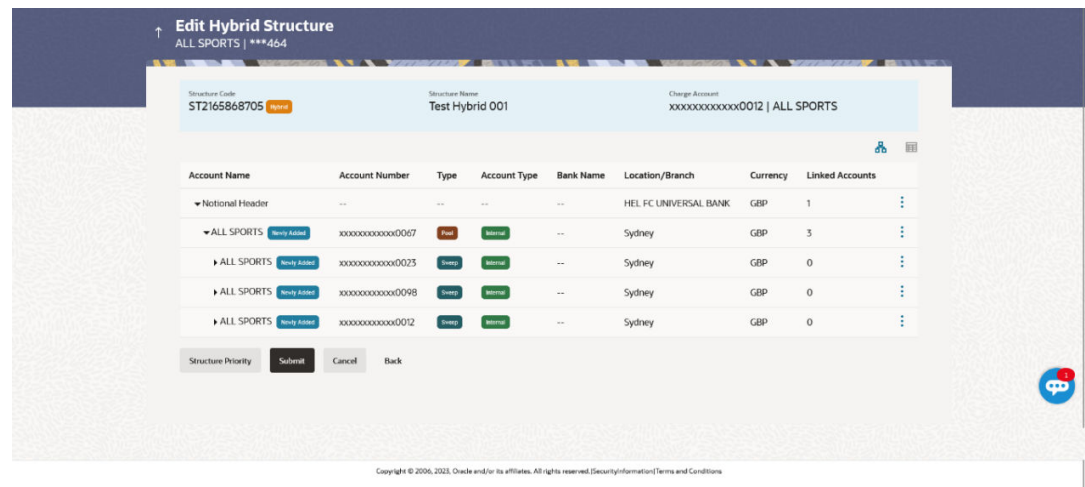 Edit Hybrid Structure
ALL SPORTS | ***464
Structure Code Structure Name Charge Account
ST2165868705 Hybrid Test Hybrid 001 xxxxxxxxxxxx0012 | ALL SPORTS
Account Name Account Number Type Account Type Bank Name Location/Branch Currency Linked Accounts
Notional Header -- -- -- -- HEL FC UNIVERSAL BANK GBP 1
ALL SPORTS Newly Added xxxxxxxxxxxx0067 Pool Internal -- Sydney GBP 3
ALL SPORTS Newly Added xxxxxxxxxxxx0023 Sweep Internal -- Sydney GBP 0
ALL SPORTS Newly Added xxxxxxxxxxxx0098 Sweep Internal -- Sydney GBP 0
ALL SPORTS Newly Added xxxxxxxxxxxx0012 Sweep Internal -- Sydney GBP 0
Structure Priority Submit Cancel Back
1
Copyright © 2006, 2023, Oracle and/or its affiliates. All rights reserved.|SecurityInformation|Terms and Conditions